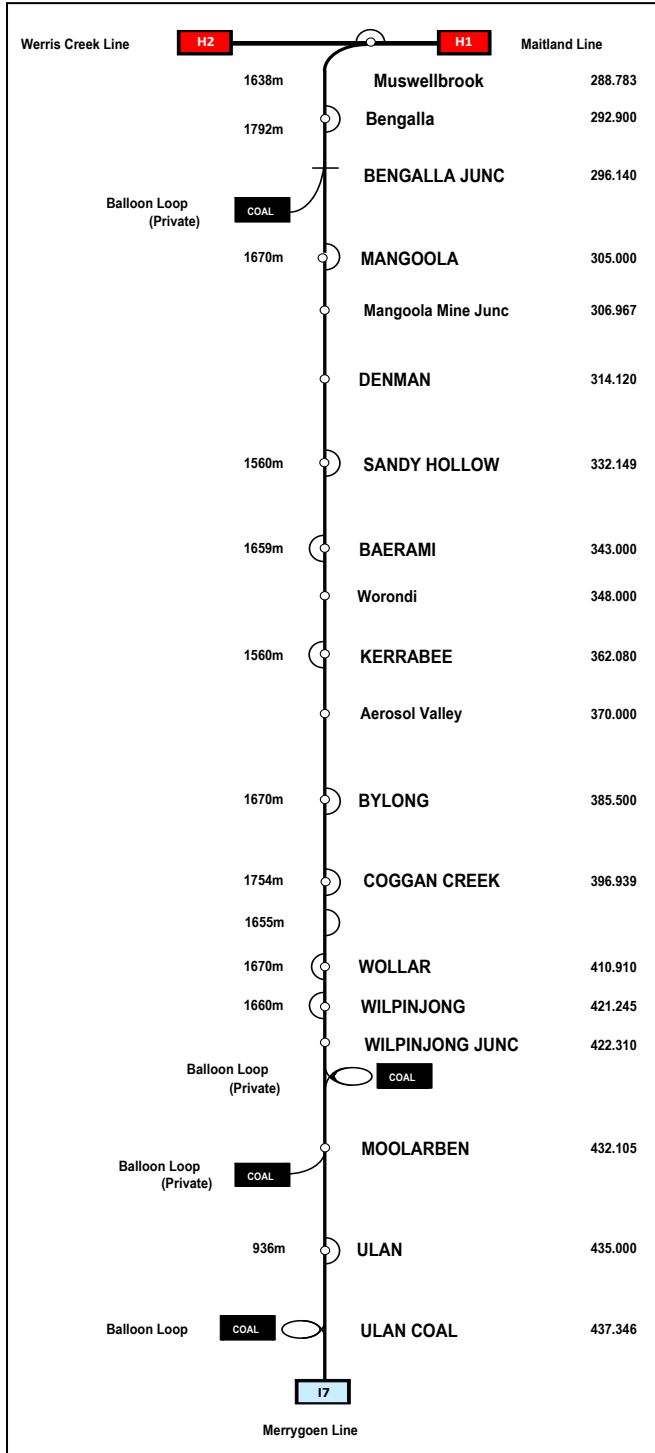 Werris Creek Line H2 H1 Maitland Line
1638m Muswellbrook 288.783
1792m Bengalla 292.900
BENGALLA JUNC 296.140
Balloon Loop
(Private)
COAL
1670m MANGOOLA 305.000
Mangoola Mine Junc 306.967
DENMAN 314.120
1560m SANDY HOLLOW 332.149
1659m BAERAMI 343.000
Worondi 348.000
1560m KERRABEE 362.080
Aerosol Valley 370.000
1670m BYLONG 385.500
1754m COGGAN CREEK 396.939
1655m
1670m WOLLAR 410.910
1660m WILPINJONG 421.245
WILPINJONG JUNC 422.310
Balloon Loop
(Private)
COAL
MOOLARBEN 432.105
Balloon Loop
(Private)
COAL
936m ULAN 435.000
Balloon Loop COAL ULAN COAL 437.346
I7
Merrygoen Line